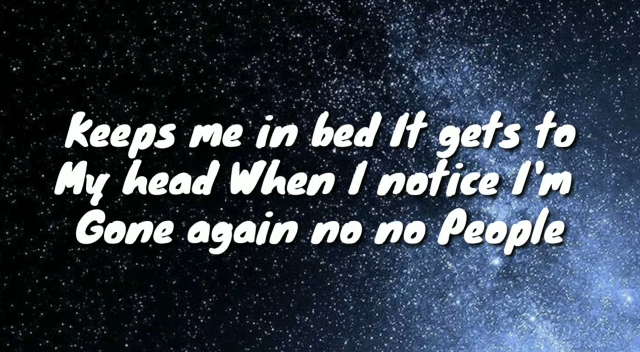 Keeps me in bed It gets to
My head When I notice I'm
Gone again no no People